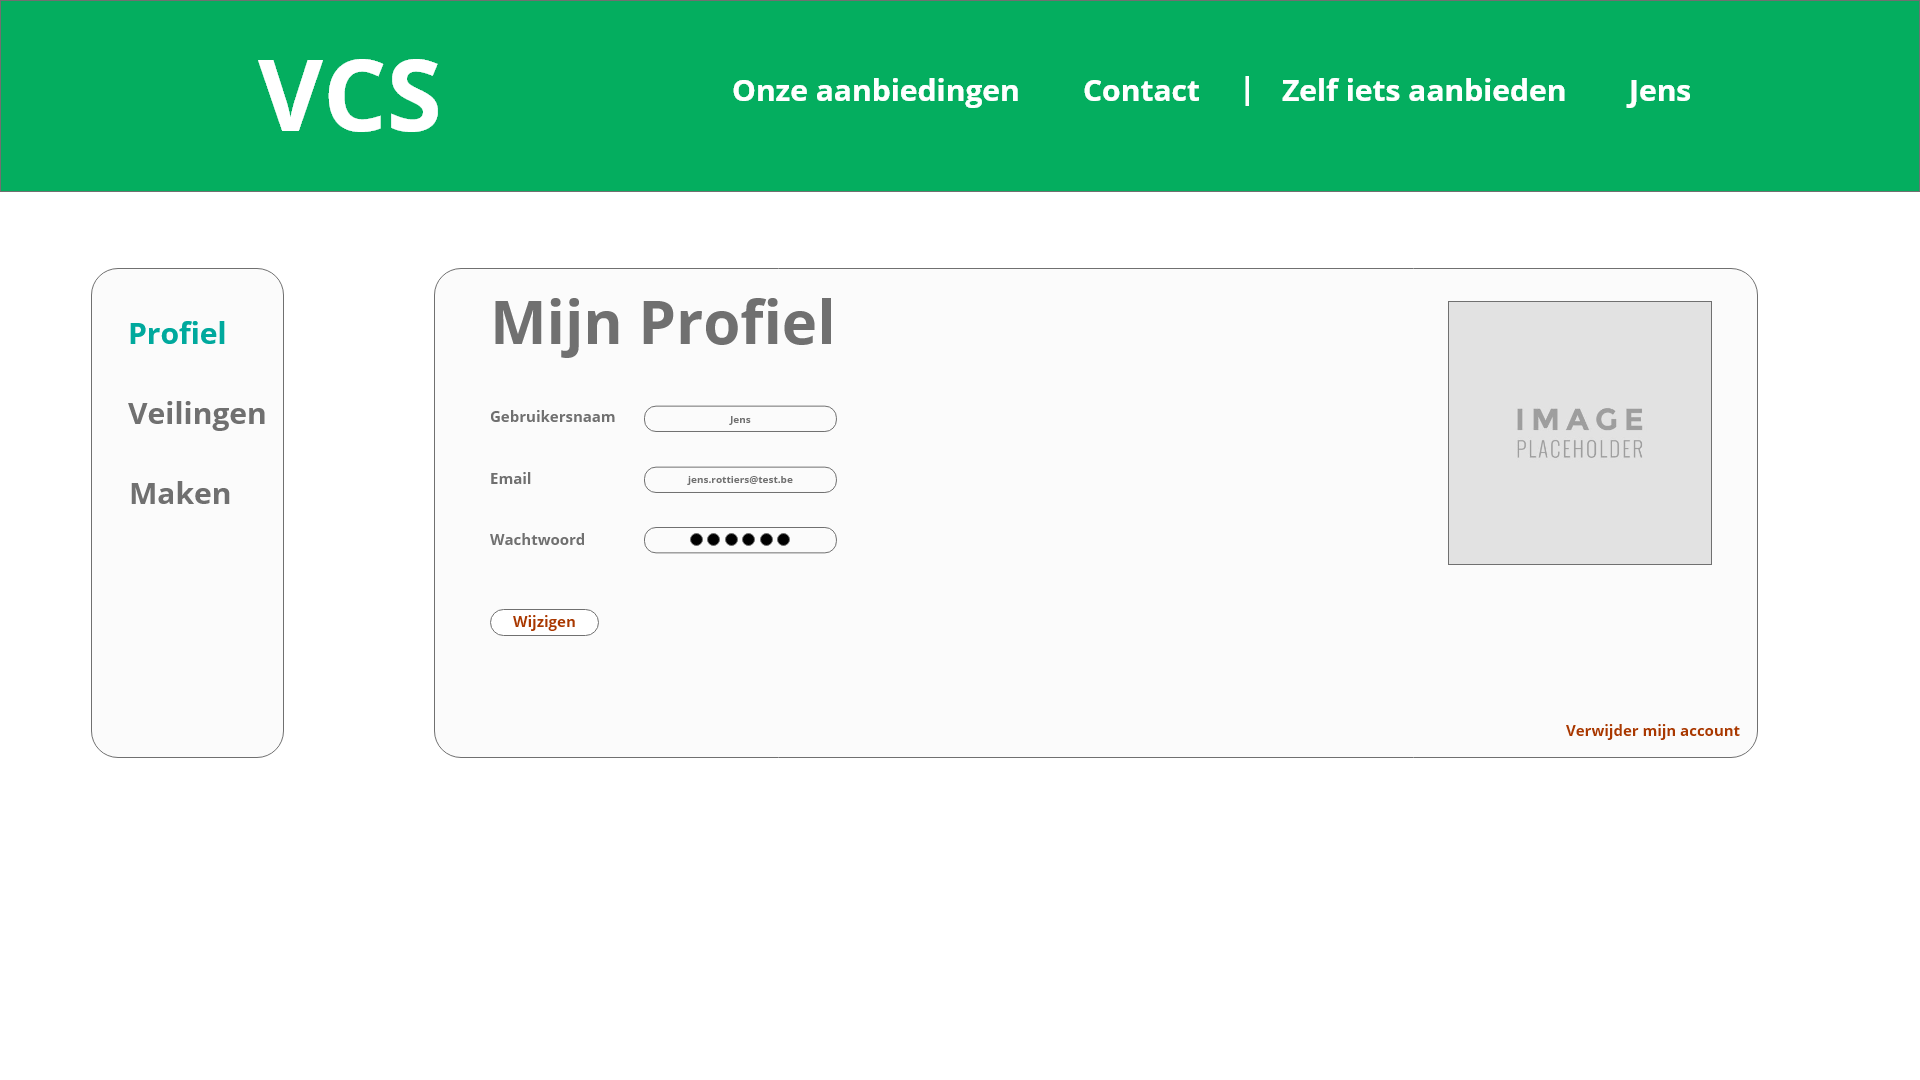 VCS
Onze aanbiedingen Contact | Zelf iets aanbieden Jens
Profiel
Veilingen
Maken
Mijn Profiel
Gebruikersnaam Jens
Email jens.rottiers@test.be
Wachtwoord ●●●●●●
Wijzigen
IMAGE
PLACEHOLDER
Verwijder mijn account